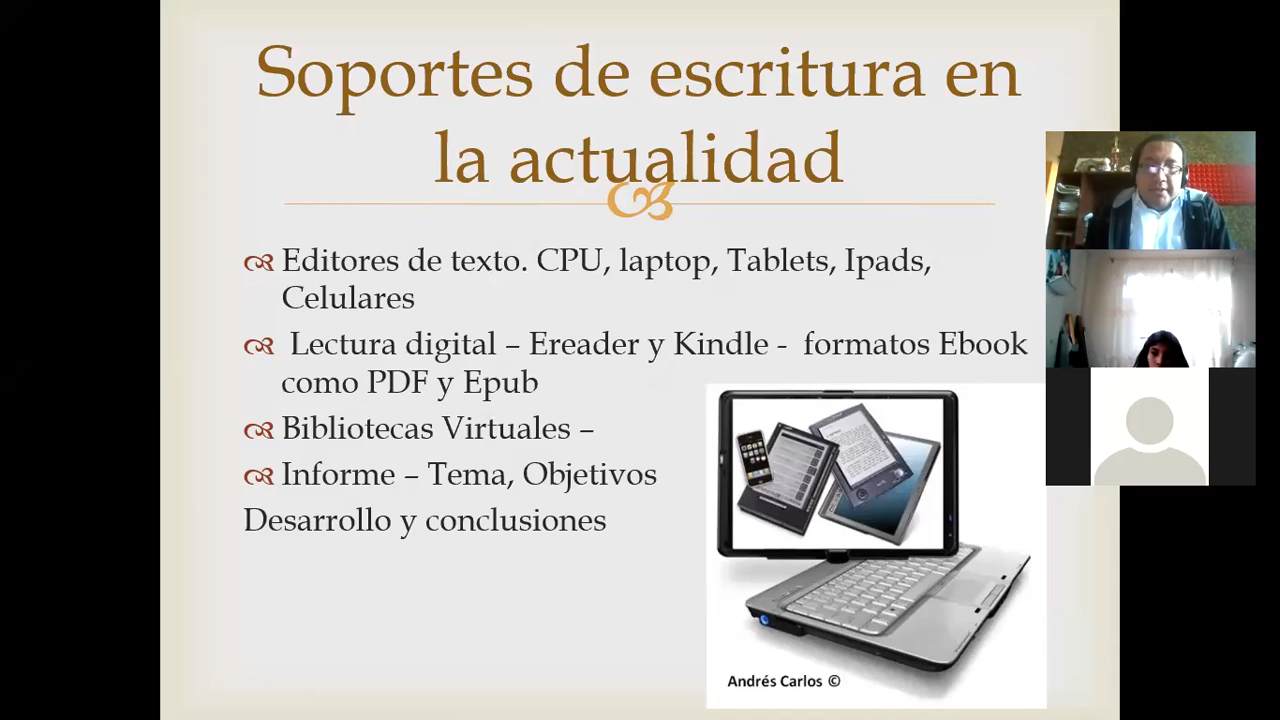 Soportes de escritura en
la actualidad
Editores de texto. CPU, laptop, Tablets, Ipads,
Celulares
Lectura digital – Ereader y Kindle - formatos Ebook
como PDF y Epub
Bibliotecas Virtuales –
Informe – Tema, Objetivos
Desarrollo y conclusiones
Andrés Carlos ©